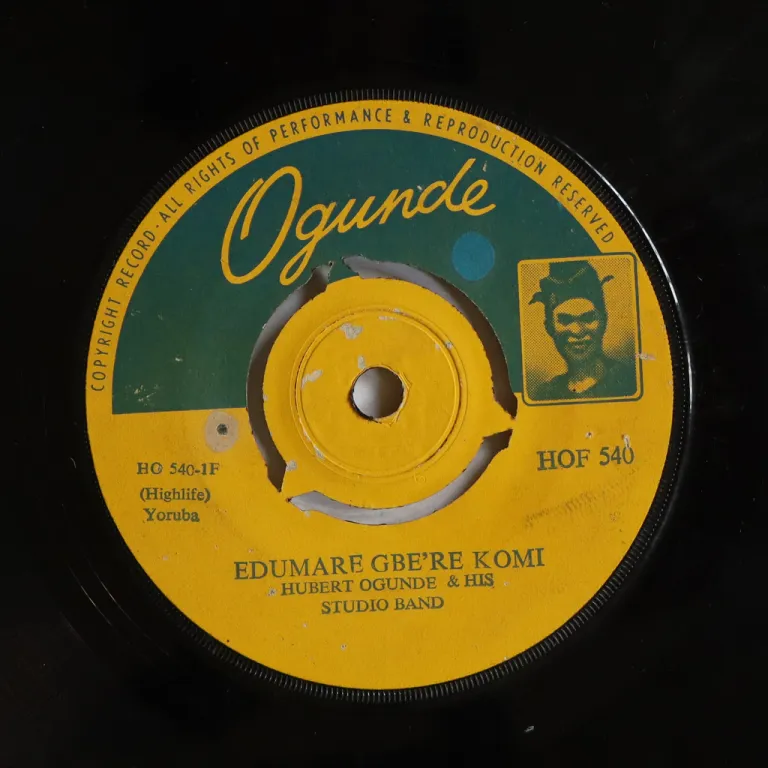 COPYRIGHT RECORD · ALL RIGHTS OF PERFORMANCE & REPRODUCTION RESERVED
Ogunde
HO 540-1F
(Highlife)
Yoruba
HOF 540
EDUMARE GBE'RE KOMI
HUBERT OGUNDE & HIS
STUDIO BAND